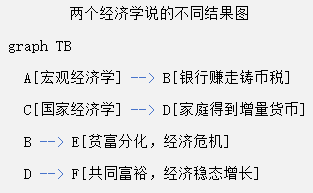 两个经济学说的不同结果图
graph TB
A[宏观经济学] --> B[银行赚走铸币税]
C[国家经济学] --> D[家庭得到增量货币]
B --> E[贫富分化，经济危机]
D --> F[共同富裕，经济稳态增长]